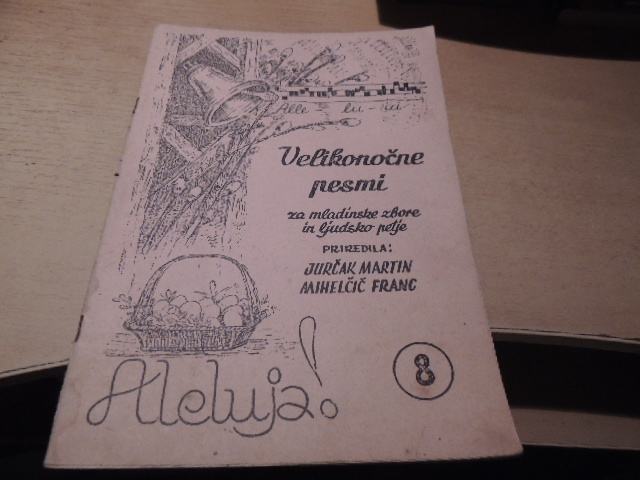 Alle - lu - ia!
Velikonočne
pesmi
za mladinske zbore
in ljudsko petje
PRIREDILA:
JURČAK MARTIN
MIHELČIČ FRANC
Aleluja!
8